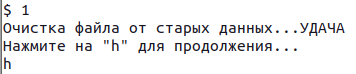 $ 1
Очистка файла от старых данных...УДАЧА
Нажмите на "h" для продолжения...
h